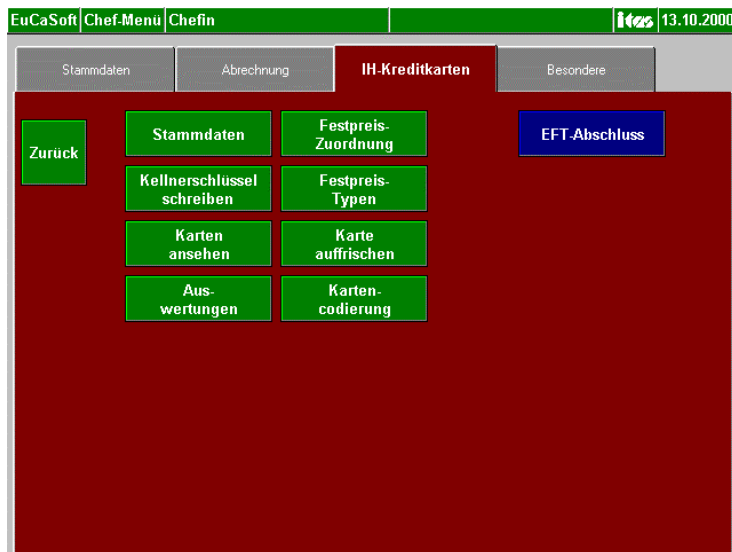 EuCaSoft Chef-Menü Chefin itas 13.10.2000
Stammdaten Abrechnung IH-Kreditkarten Besondere
Zurück
Stammdaten
Festpreis-
Zuordnung
EFT-Abschluss
Kellnerschlüssel
schreiben
Festpreis-
Typen
Karten
ansehen
Karte
auffrischen
Aus-
wertungen
Karten-
codierung